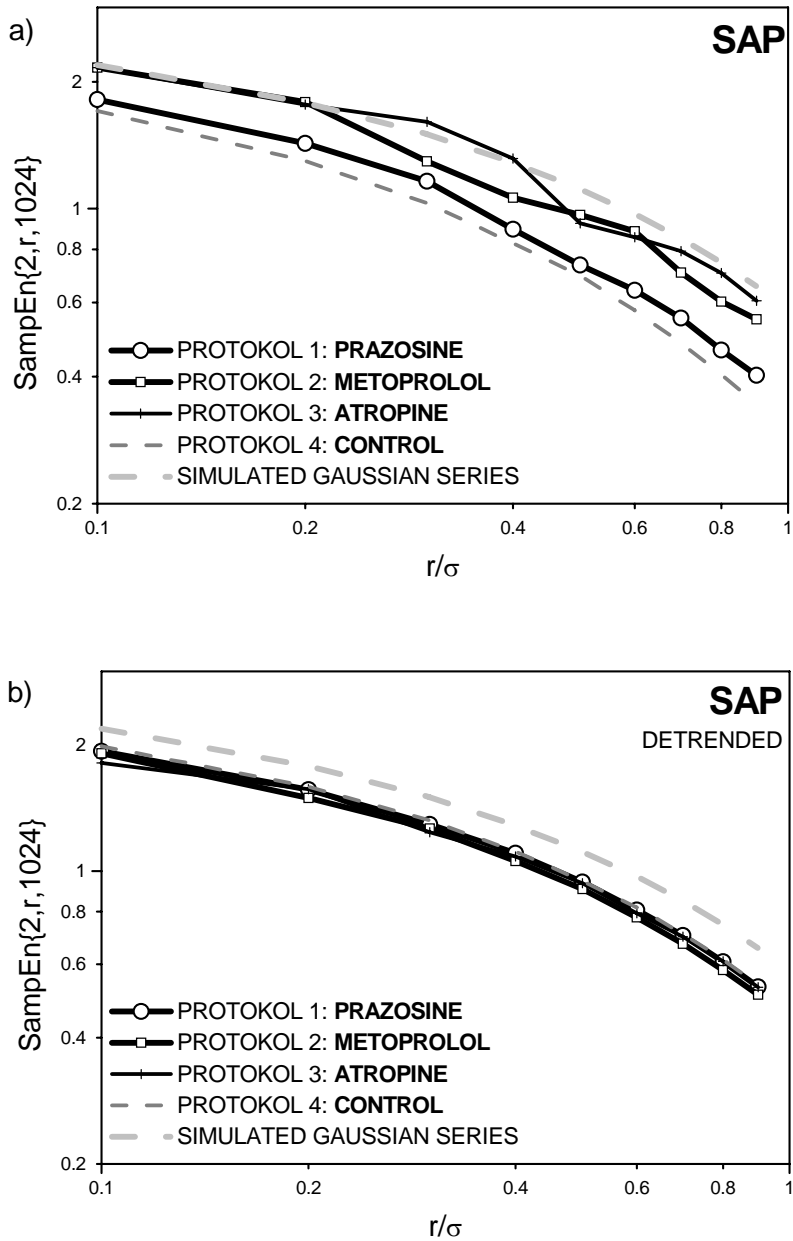 a)
SAP
2
1
0.8
0.6
0.4
0.2
SampEn{2,r,1024}
PROTOKOL 1: PRAZOSINE
PROTOKOL 2: METOPROLOL
PROTOKOL 3: ATROPINE
PROTOKOL 4: CONTROL
SIMULATED GAUSSIAN SERIES
0.1 0.2 0.4 0.6 0.8 1
r/σ
b)
SAP
DETRENDED
2
1
0.8
0.6
0.4
0.2
SampEn{2,r,1024}
PROTOKOL 1: PRAZOSINE
PROTOKOL 2: METOPROLOL
PROTOKOL 3: ATROPINE
PROTOKOL 4: CONTROL
SIMULATED GAUSSIAN SERIES
0.1 0.2 0.4 0.6 0.8 1
r/σ